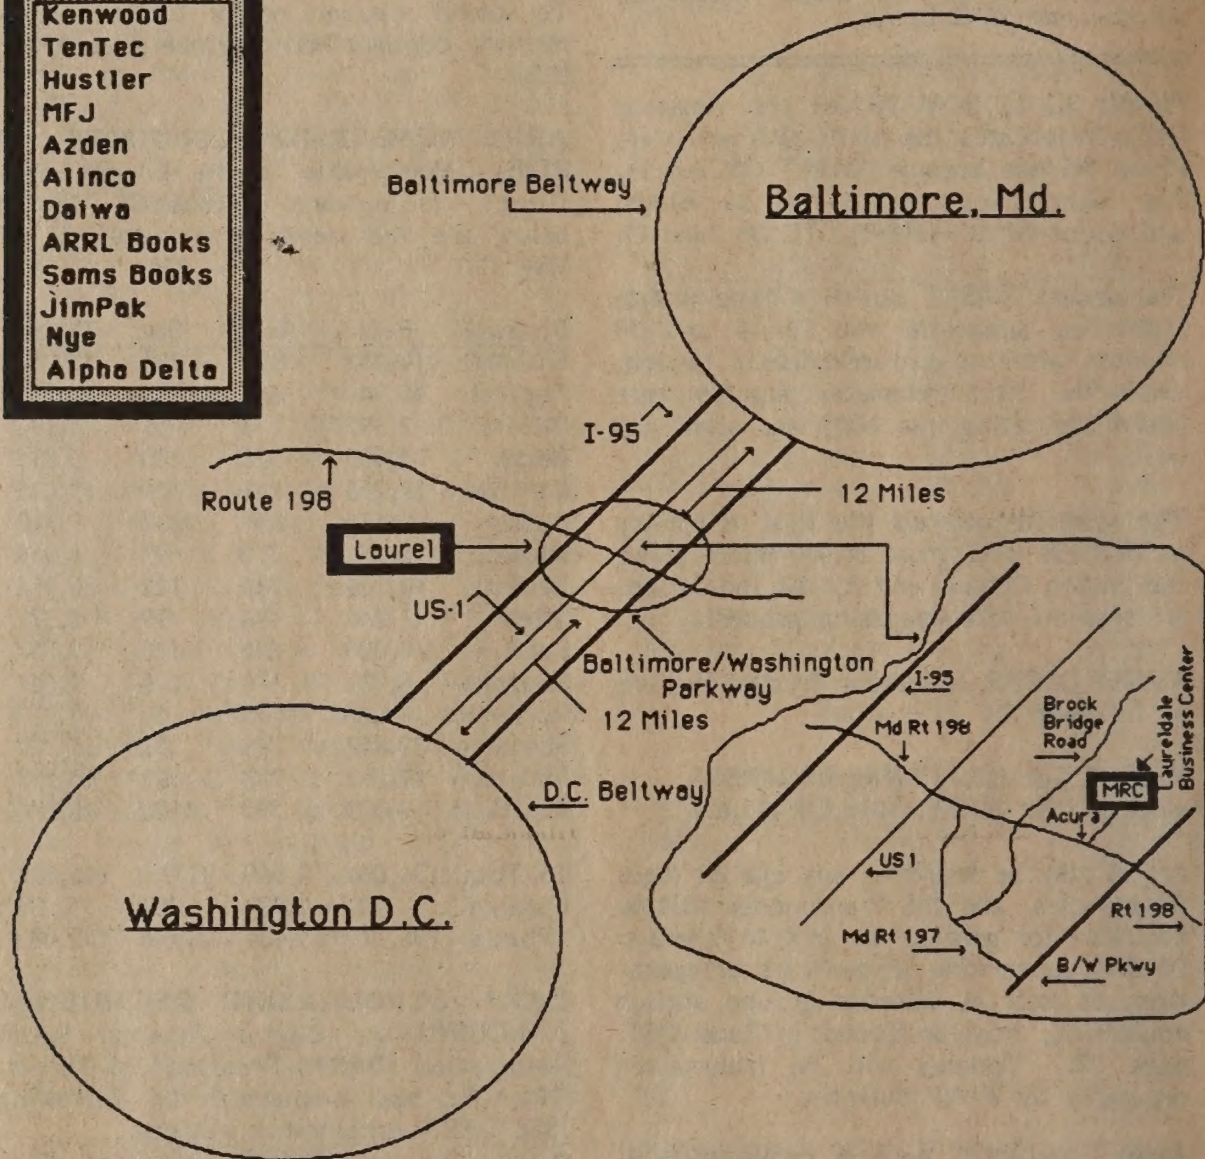 Kenwood
TenTec
Hustler
MFJ
Azden
Alinco
Daiwa
ARRL Books
Sams Books
JimPak
Nye
Alpha Delta
Baltimore Beltway
Baltimore, Md.
I-95
Route 198
12 Miles
Laurel
US-1
Baltimore/Washington
Parkway
12 Miles
D.C. Beltway
Washington D.C.
I-95
Md Rt 198
Brock
Bridge
Road
Laureldale
Business Center
MRC
Acura
US 1
Md Rt 197
Rt 198
B/W Pkwy